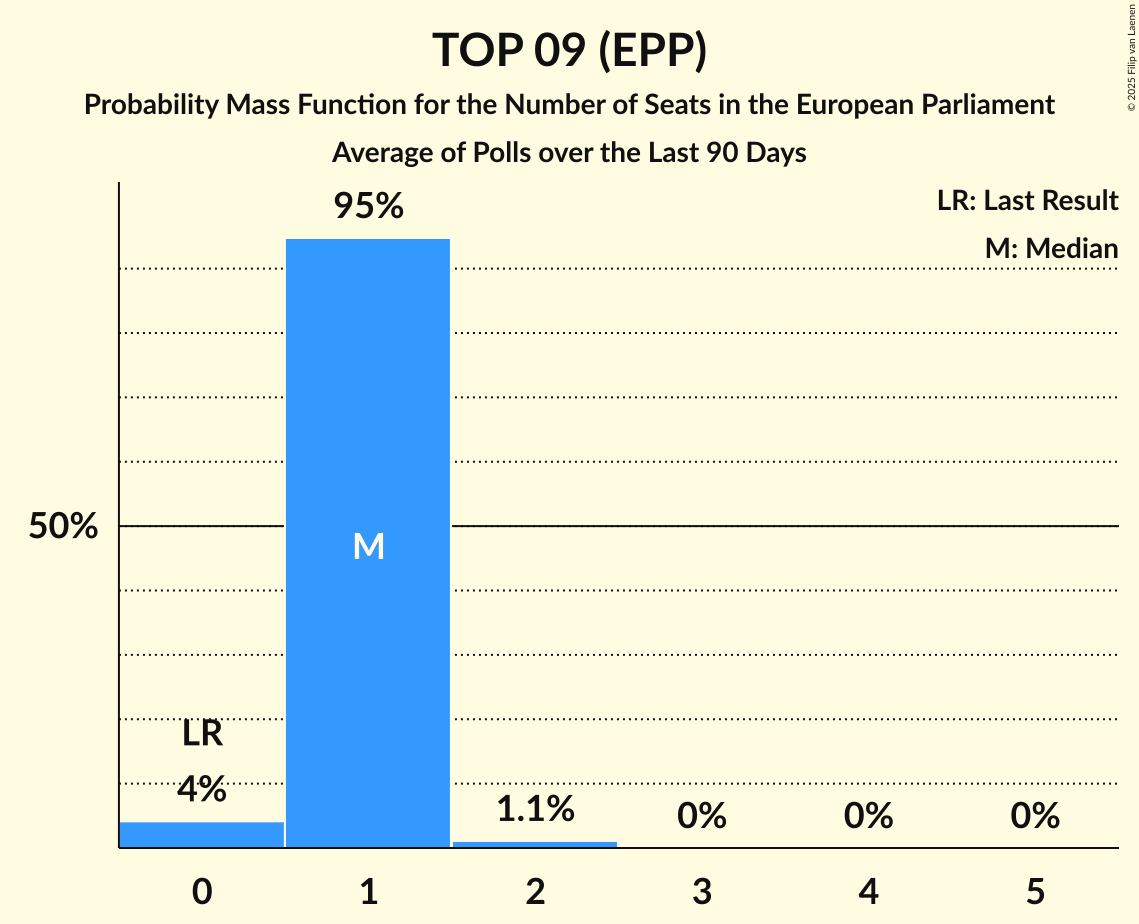 TOP 09 (EPP)
Probability Mass Function for the Number of Seats in the European Parliament
Average of Polls over the Last 90 Days
© 2025 Filip van Laenen
LR: Last Result
M: Median
95%
50%
M
LR
4%
1.1%
0%
0%
0%
0
1
2
3
4
5